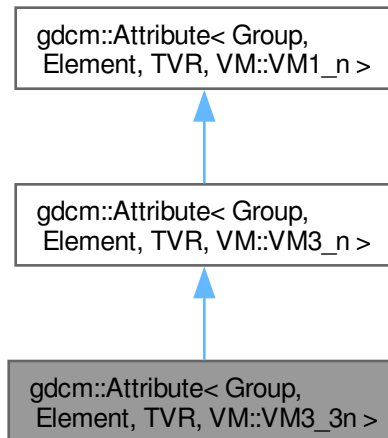 gdcm::Attribute< Group,
Element, TVR, VM::VM1_n >
gdcm::Attribute< Group,
Element, TVR, VM::VM3_n >
gdcm::Attribute< Group,
Element, TVR, VM::VM3_3n >